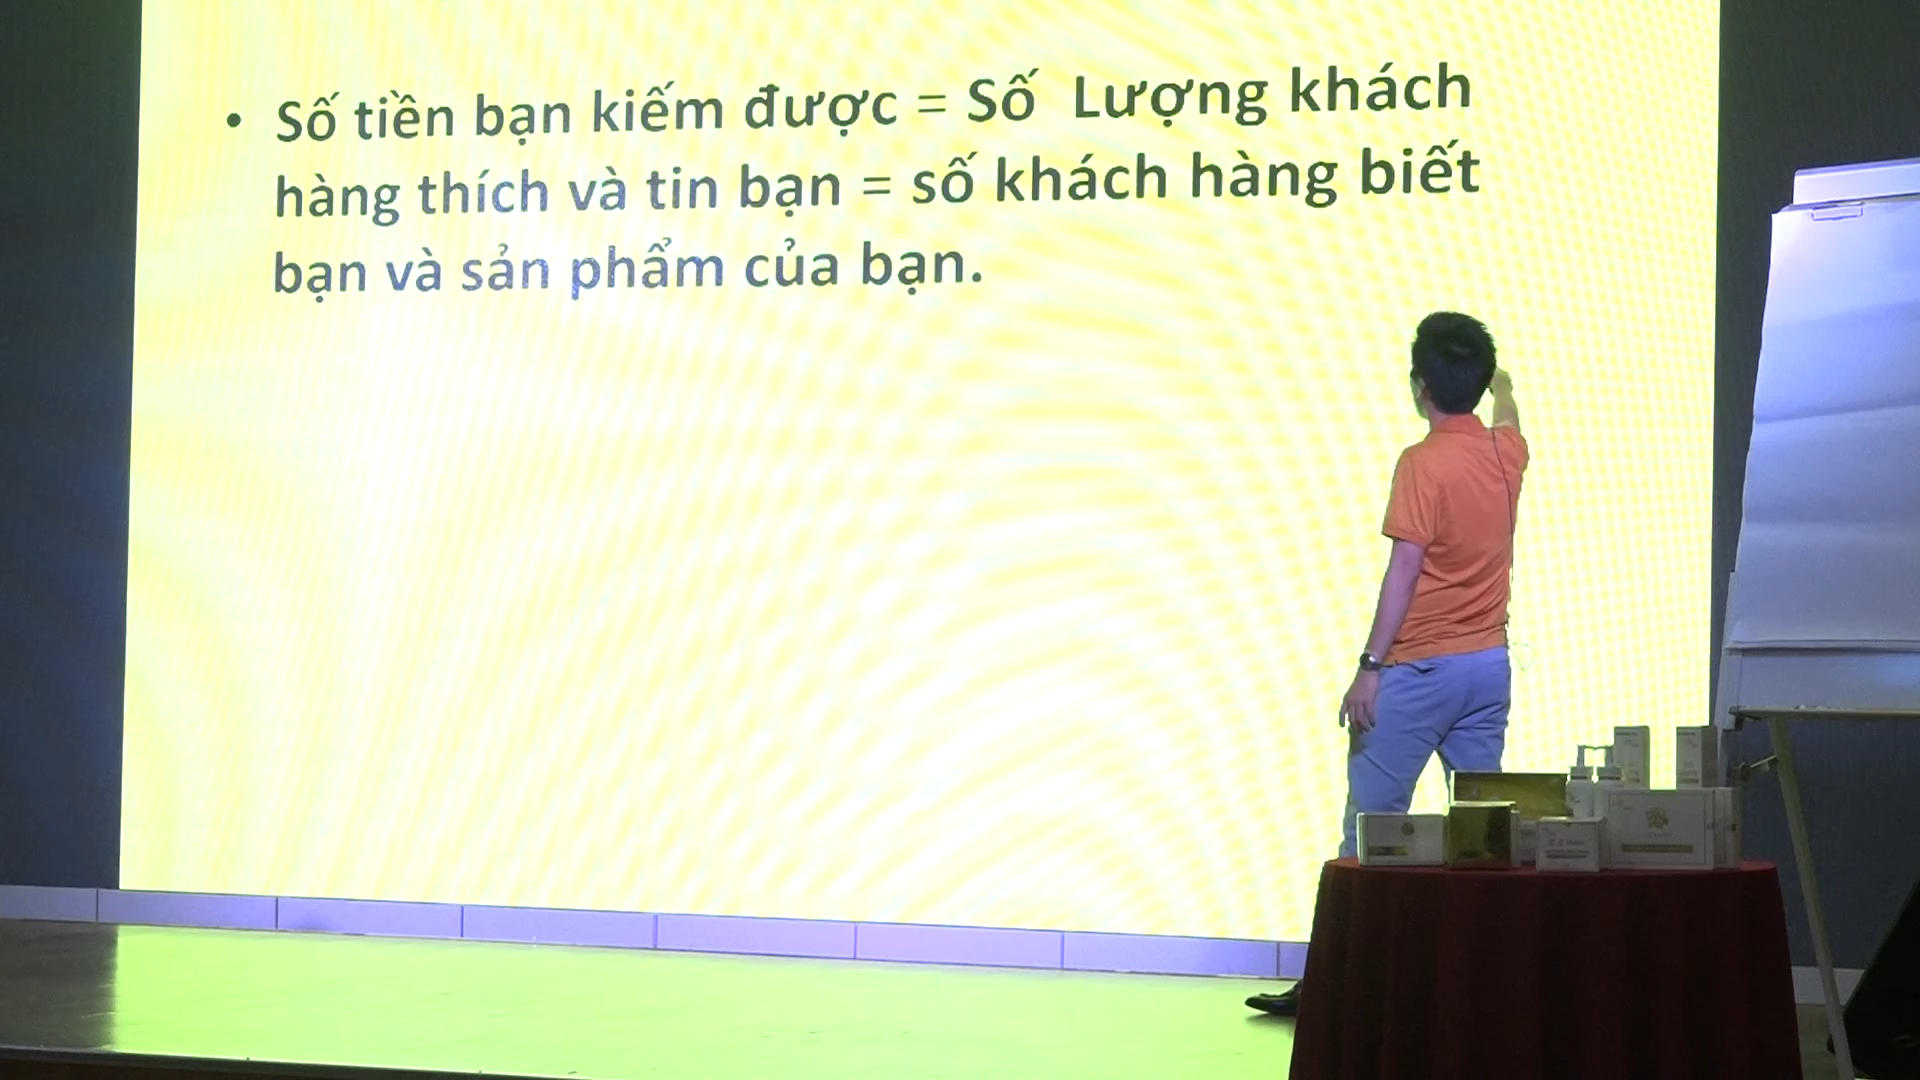 • Số tiền bạn kiếm được = Số Lượng khách
hàng thích và tin bạn = số khách hàng biết
bạn và sản phẩm của bạn.